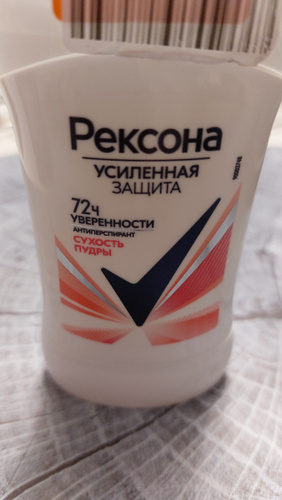 Рексона
УСИЛЕННАЯ
ЗАЩИТА
72ч
УВЕРЕННОСТИ
АНТИПЕРСПИРАНТ
СУХОСТЬ
ПУДРЫ